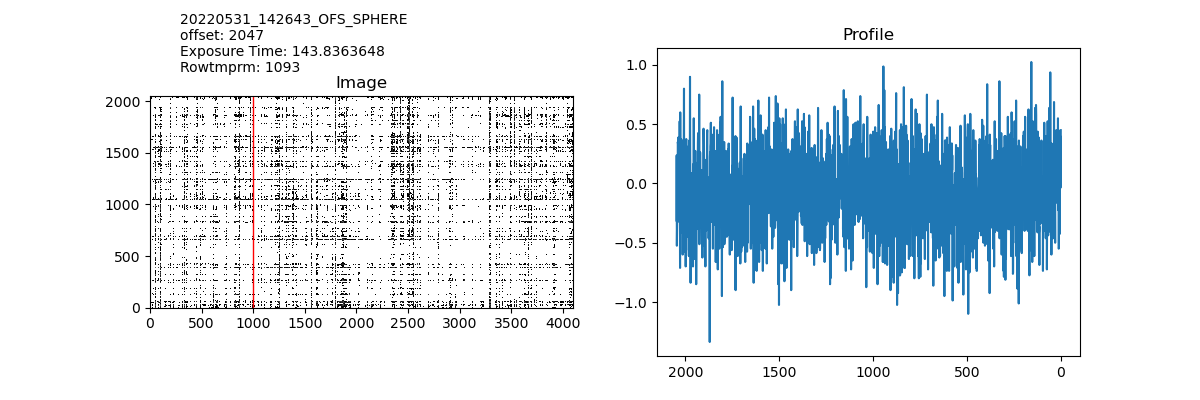 20220531_142643_OFS_SPHERE
offset: 2047
Exposure Time: 143.8363648
Rowtmprm: 1093
Image
2000
1500
1000
500
0
0 500 1000 1500 2000 2500 3000 3500 4000
Profile
1.0
0.5
0.0
−0.5
−1.0
2000 1500 1000 500 0